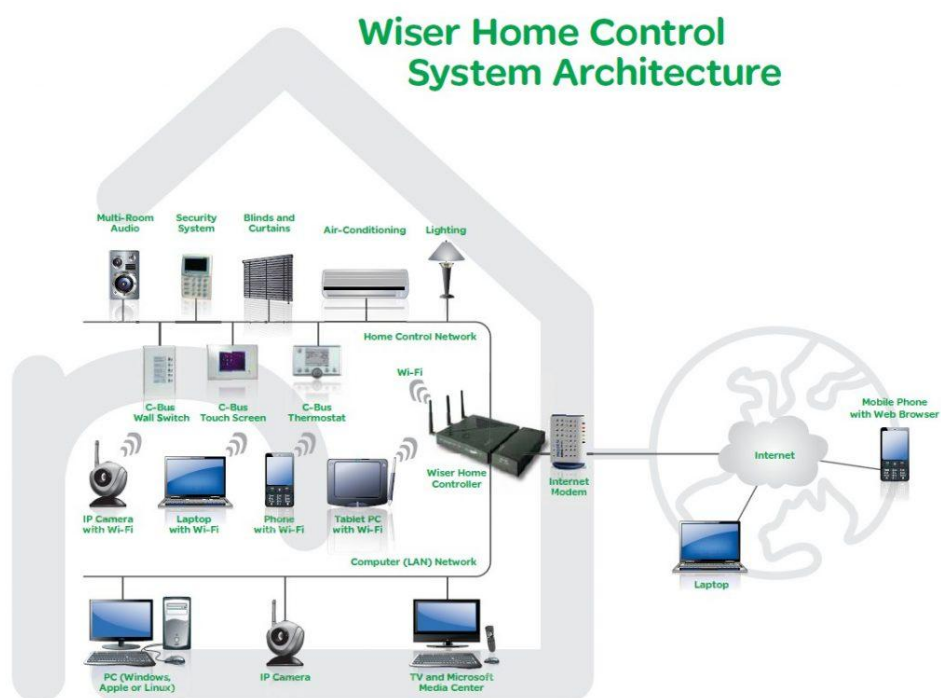 Wiser Home Control
System Architecture
Multi-Room
Audio
Security
System
Blinds and
Curtains
Air-Conditioning
Lighting
Home Control Network
C-Bus
Wall Switch
C-Bus
Touch Screen
C-Bus
Thermostat
Wi-Fi
Wiser Home
Controller
Internet
Modem
Internet
Mobile Phone
with Web Browser
Laptop
IP Camera
with Wi-Fi
Laptop
with Wi-Fi
Phone
with Wi-Fi
Tablet PC
with Wi-Fi
Computer (LAN) Network
PC (Windows,
Apple or Linux)
IP Camera
TV and Microsoft
Media Center